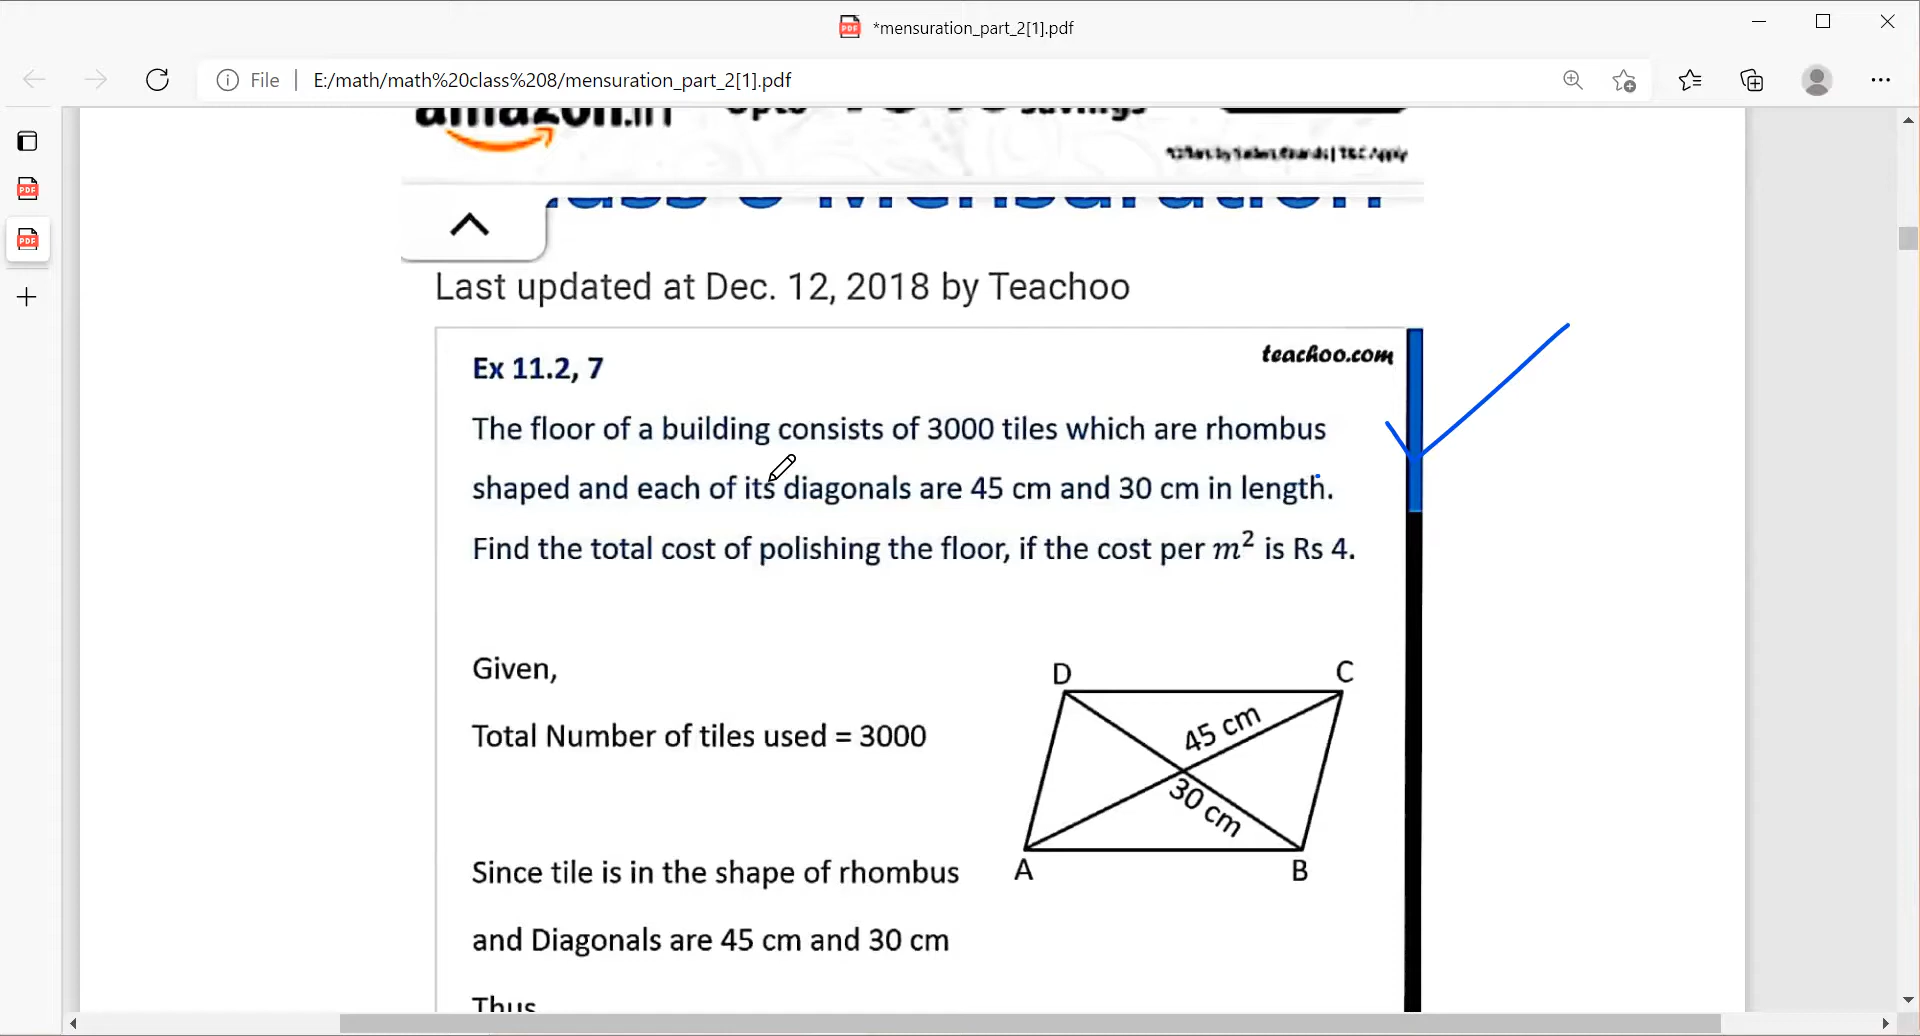 *mensuration_part_2[1].pdf
File | E:/math/math%20class%208/mensuration_part_2[1].pdf
amazon.in
Last updated at Dec. 12, 2018 by Teachoo
teachoo.com
Ex 11.2, 7
The floor of a building consists of 3000 tiles which are rhombus
shaped and each of its diagonals are 45 cm and 30 cm in length.
Find the total cost of polishing the floor, if the cost per m² is Rs 4.
Given,
Total Number of tiles used = 3000
D
C
45 cm
30 cm
A
B
Since tile is in the shape of rhombus
and Diagonals are 45 cm and 30 cm
Thus